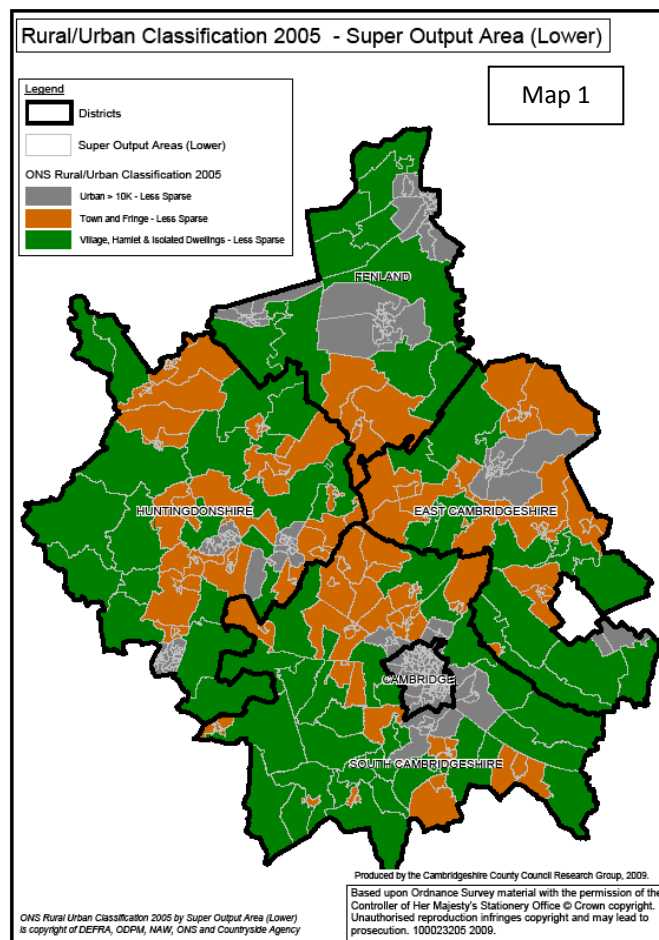 Rural/Urban Classification 2005 - Super Output Area (Lower)
Map 1
Legend
Districts
Super Output Areas (Lower)
ONS Rural/Urban Classification 2005
Urban > 10K - Less Sparse
Town and Fringe - Less Sparse
Village, Hamlet & Isolated Dwellings - Less Sparse
FENLAND
HUNTINGDONSHIRE
EAST CAMBRIDGESHIRE
CAMBRIDGE
SOUTH CAMBRIDGESHIRE
Produced by the Cambridgeshire County Council Research Group, 2009.
Based upon Ordnance Survey material with the permission of the
Controller of Her Majesty's Stationery Office © Crown copyright.
Unauthorised reproduction infringes copyright and may lead to
prosecution. 100023205 2009.
ONS Rural Urban Classification 2005 by Super Output Area (Lower)
is copyright of DEFRA, ODPM, NAW, ONS and Countryside Agency